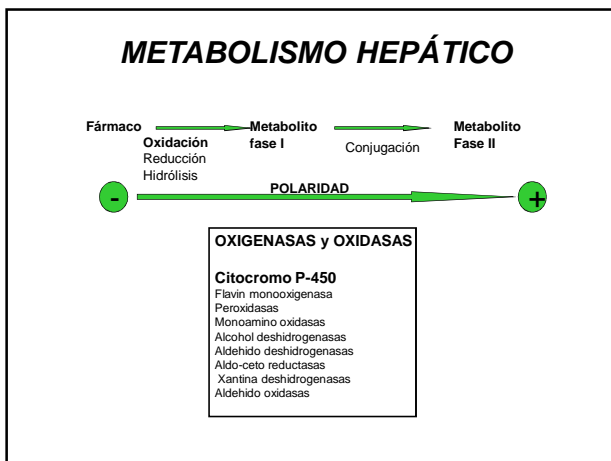 METABOLISMO HEPÁTICO
Fármaco
Oxidación
Reducción
Hidrólisis
Metabolito
fase I
Conjugación
Metabolito
Fase II
POLARIDAD
-
+
OXIGENASAS y OXIDASAS
Citocromo P-450
Flavin monooxigenasa
Peroxidasas
Monoamino oxidasas
Alcohol deshidrogenasas
Aldehido deshidrogenasas
Aldo-ceto reductasas
Xantina deshidrogenasas
Aldehido oxidasas